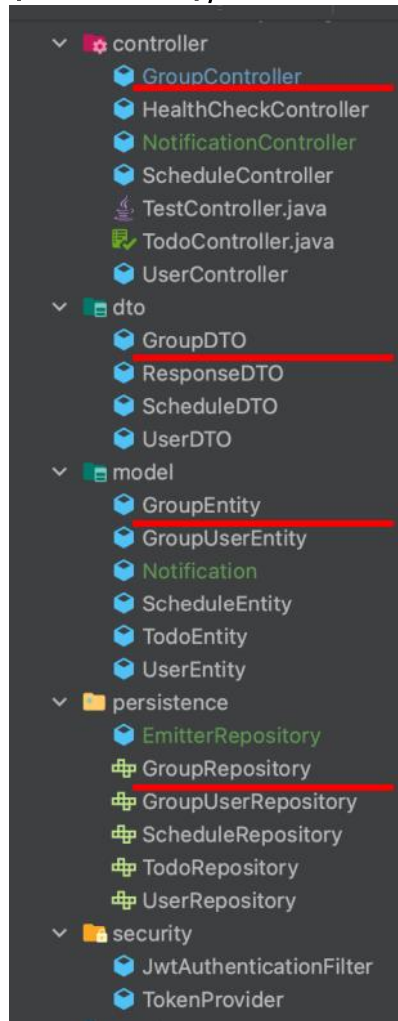 controller
GroupController
HealthCheckController
NotificationController
ScheduleController
TestController.java
TodoController.java
UserController
dto
GroupDTO
ResponseDTO
ScheduleDTO
UserDTO
model
GroupEntity
GroupUserEntity
Notification
ScheduleEntity
TodoEntity
UserEntity
persistence
EmitterRepository
GroupRepository
GroupUserRepository
ScheduleRepository
TodoRepository
UserRepository
security
JwtAuthenticationFilter
TokenProvider